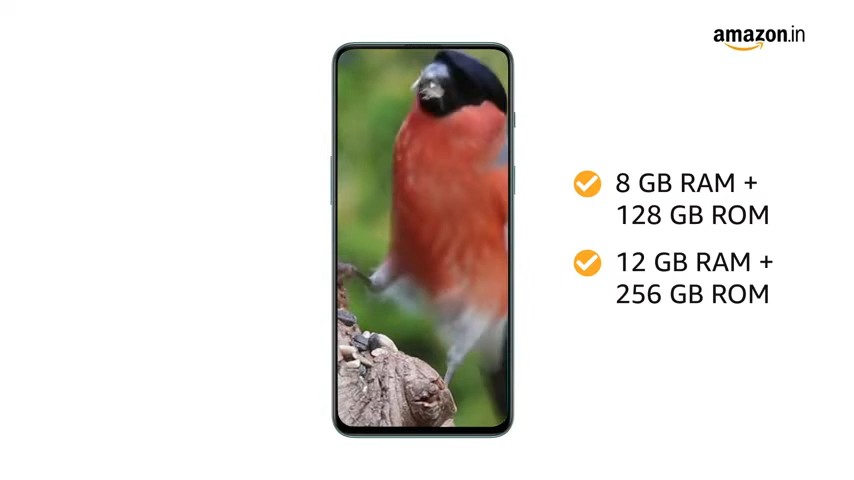 amazon.in
8 GB RAM +
128 GB ROM
12 GB RAM +
256 GB ROM